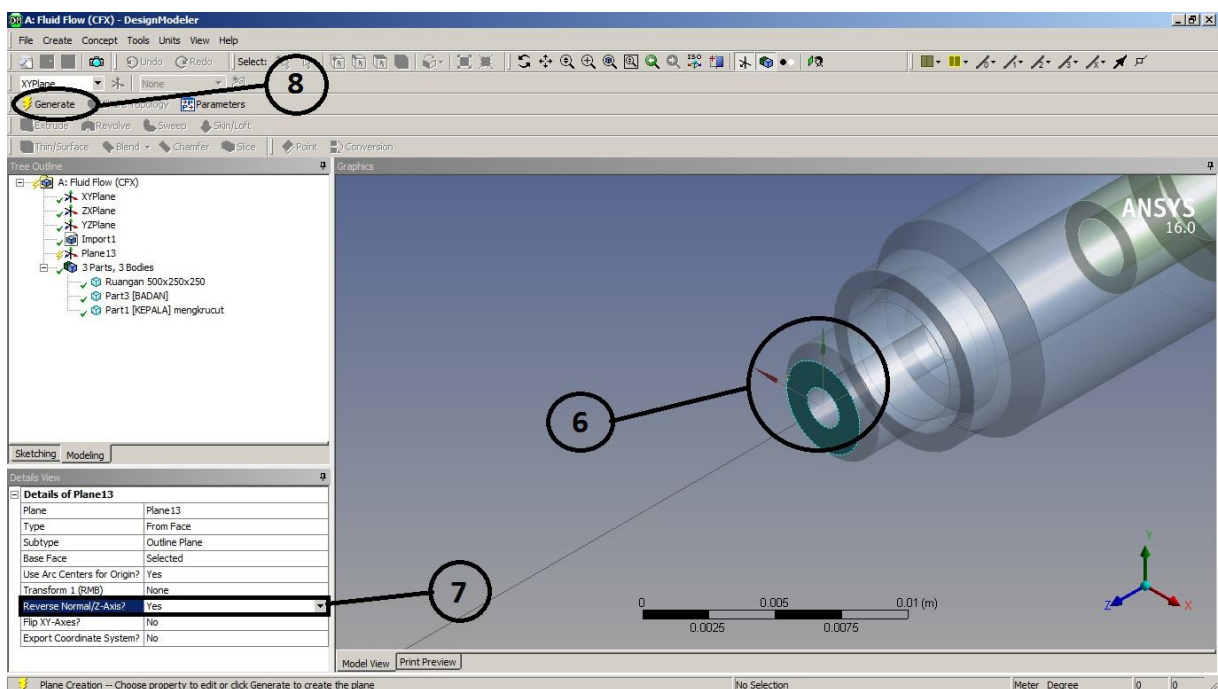 A: Fluid Flow (CFX) - DesignModeler
File Create Concept Tools Units View Help
Undo Redo Select:
XYPlane None
8
Generate Parameters
Extrude Revolve Sweep Skin/Loft
Thin/Surface Blend Chamfer Slice Point Conversion
Tree Outline
A: Fluid Flow (CFX)
XYPlane
ZXPlane
YZPlane
Import1
Plane13
3 Parts, 3 Bodies
Ruangan 500x250x250
Part3 [BADAN]
Part1 [KEPALA] mengkrucut
Sketching Modeling
Details View
Details of Plane13
Plane Plane13
Type From Face
Subtype Outline Plane
Base Face Selected
Use Arc Centers for Origin? Yes
Transform 1 (RMB) None
Reverse Normal/Z-Axis? Yes
Flip XY-Axes? No
Export Coordinate System? No
Graphics
ANSYS
16.0
6
7
Y
Z X
0 0.005 0.01 (m)
0.0025 0.0075
Model View Print Preview
Plane Creation -- Choose property to edit or click Generate to create the plane No Selection Meter Degree 0 0